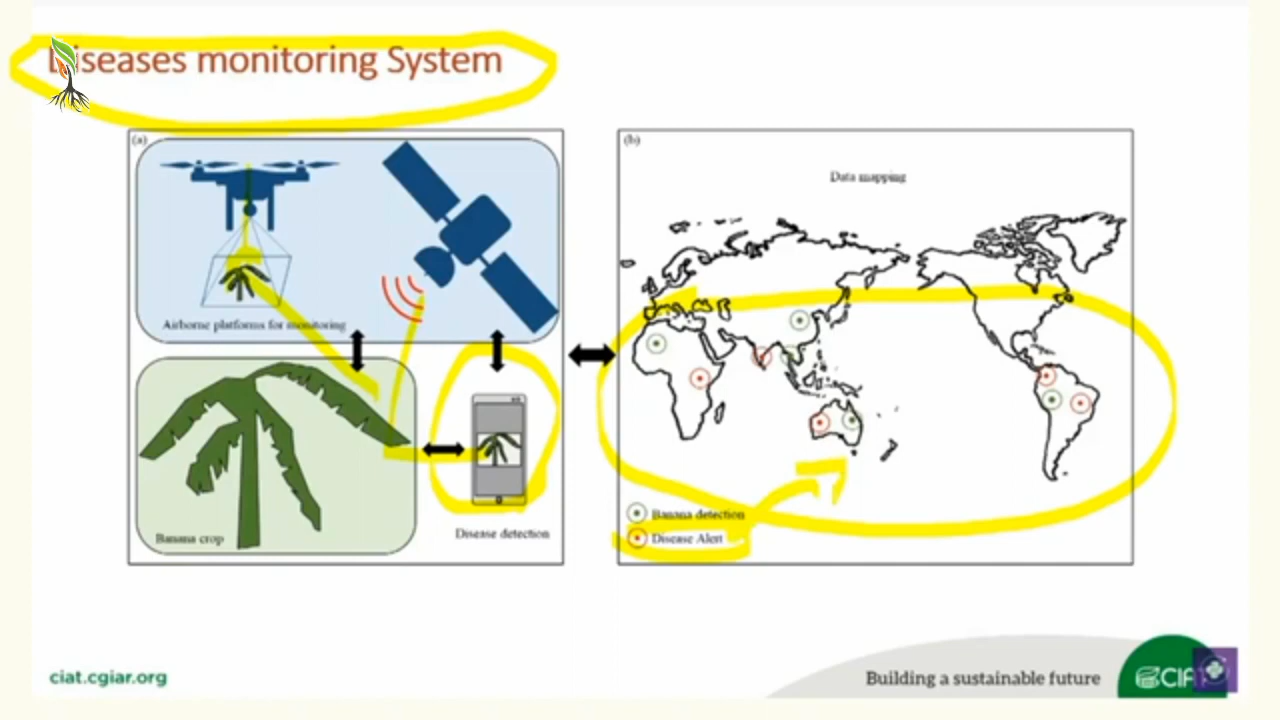 Diseases monitoring System
(a)
Airborne platforms for monitoring
Banana crop
Disease detection
(b)
Data mapping
Banana detection
Disease Alert
ciat.cgiar.org
Building a sustainable future